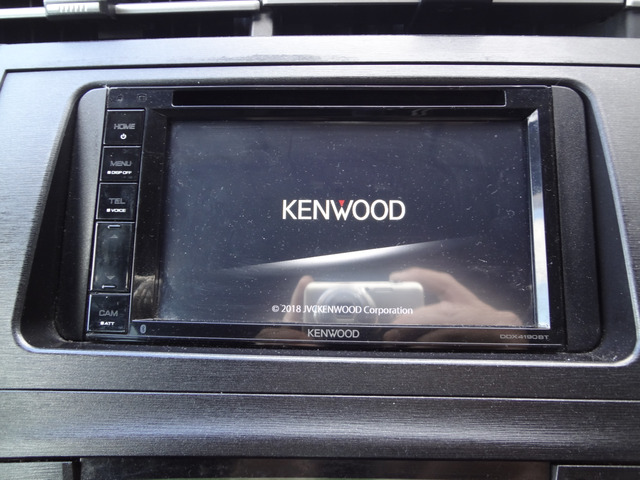 HOME
MENU
DISP OFF
TEL
VOICE
CAM
ATT
KENWOOD
© 2018 JVCKENWOOD Corporation
KENWOOD
DDX4190BT